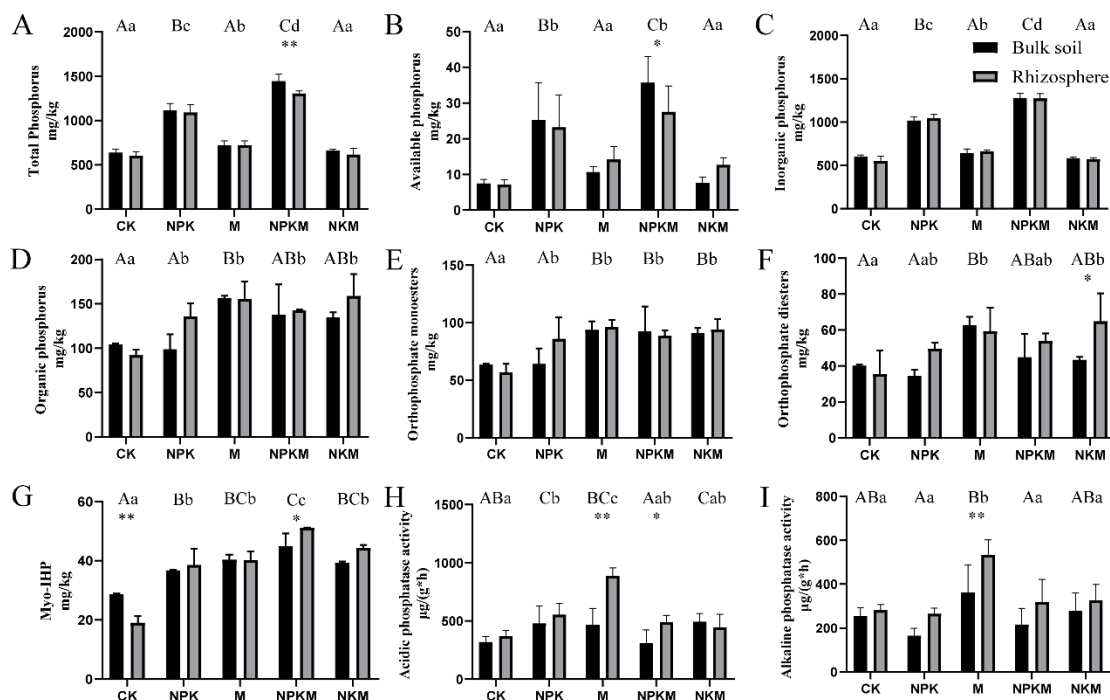 A Aa Bc Ab Cd Aa
**
Total Phosphorus
mg/kg
2000
1500
1000
500
0
CK NPK M NPKM NKM
B Aa Bb Aa Cb Aa
*
Available phosphorus
mg/kg
50
40
30
20
10
0
CK NPK M NPKM NKM
C Aa Bc Ab Cd Aa
Bulk soil
Rhizosphere
Inorganic phosphorus
mg/kg
2000
1500
1000
500
0
CK NPK M NPKM NKM
D Aa Ab Bb ABb ABb
Organic phosphorus
mg/kg
200
150
100
50
0
CK NPK M NPKM NKM
E Aa Ab Bb Bb Bb
Orthophosphate monoesters
mg/kg
150
100
50
0
CK NPK M NPKM NKM
F Aa Aab Bb ABab ABb
*
Orthophosphate diesters
mg/kg
100
80
60
40
20
0
CK NPK M NPKM NKM
G Aa Bb BCb Cc BCb
** *
Myo-IHP
mg/kg
60
40
20
0
CK NPK M NPKM NKM
H ABa Cb BCc Aab Cab
** *
Acidic phosphatase activity
μg/(g*h)
1500
1000
500
0
CK NPK M NPKM NKM
I ABa Aa Bb Aa ABa
**
Alkaline phosphatase activity
μg/(g*h)
800
600
400
200
0
CK NPK M NPKM NKM